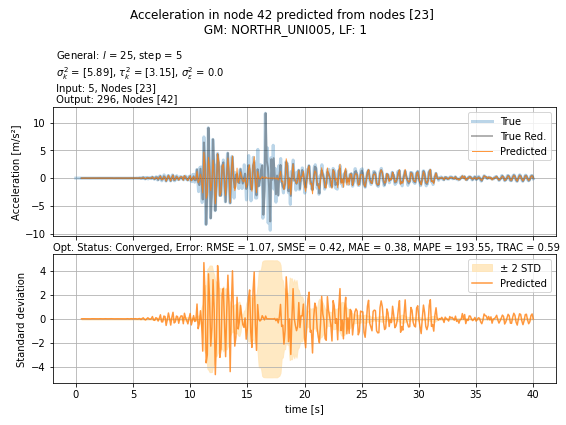 Acceleration in node 42 predicted from nodes [23]
GM: NORTHR_UNI005, LF: 1
General: l = 25, step = 5
σ²ₖ = [5.89], τ²ₖ = [3.15], σ²ε = 0.0
Input: 5, Nodes [23]
Output: 296, Nodes [42]
Acceleration [m/s²]
10
5
0
−5
−10
True
True Red.
Predicted
Opt. Status: Converged, Error: RMSE = 1.07, SMSE = 0.42, MAE = 0.38, MAPE = 193.55, TRAC = 0.59
Standard deviation
4
2
0
−2
−4
± 2 STD
Predicted
0 5 10 15 20 25 30 35 40
time [s]